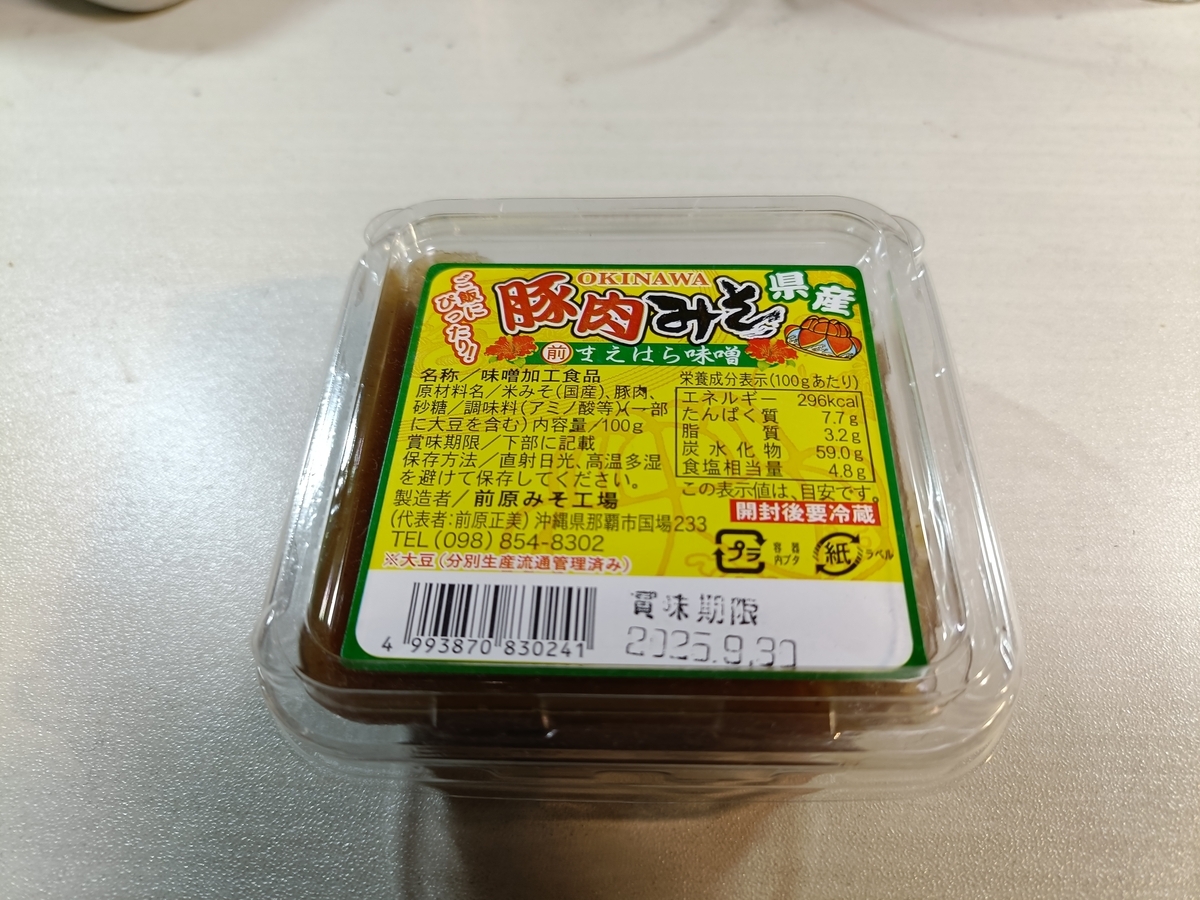 ご飯に
ぴったり!
OKINAWA
豚肉みそ
県産
前 まえはら味噌
名称／味噌加工食品
原材料名／米みそ(国産)、豚肉、
砂糖／調味料(アミノ酸等)(一部
に大豆を含む) 内容量／100g
賞味期限／下部に記載
保存方法／直射日光、高温多湿
を避けて保存してください。
製造者／前原みそ工場
(代表者:前原正美) 沖縄県那覇市国場233
TEL (098) 854-8302
※大豆(分別生産流通管理済み)
栄養成分表示(100gあたり)
エネルギー 296kcal
たんぱく質 7.7g
脂質 3.2g
炭水化物 59.0g
食塩相当量 4.8g
この表示値は、目安です。
開封後要冷蔵
プラ 容器
内ブタ
紙 ラベル
4 993870 830241
賞味期限
2025.9.30